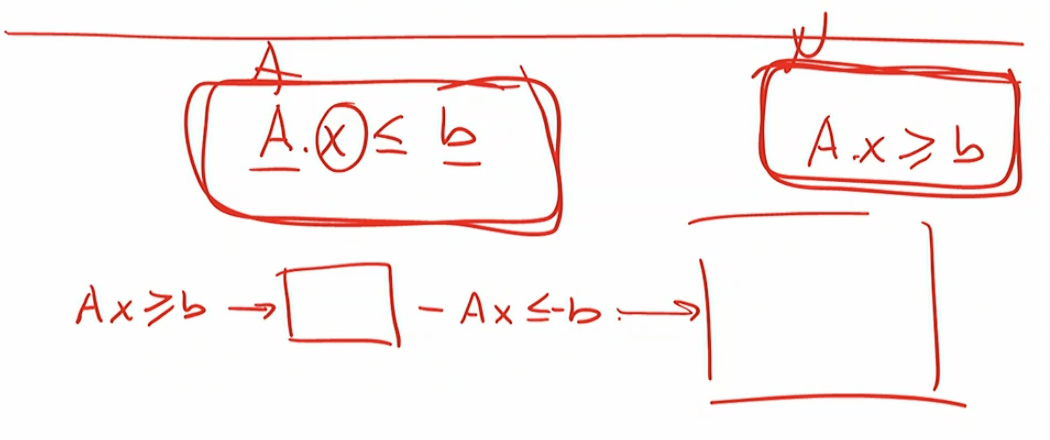 A
A.x ≤ b
A.x ≥ b
Ax ≥ b → □ - Ax ≤ -b →